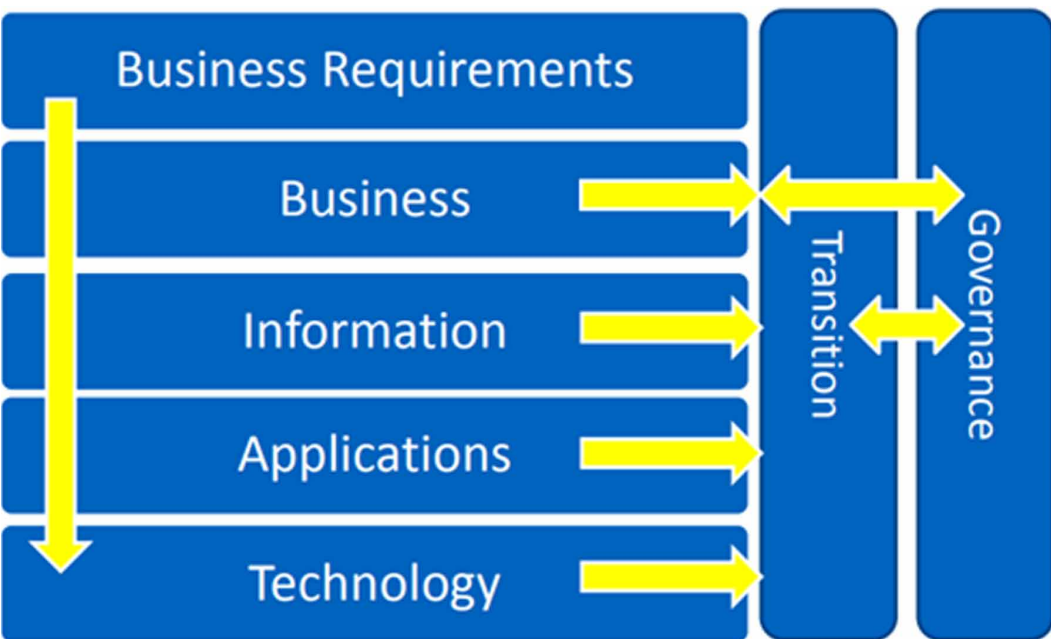 Business Requirements
Business
Information
Applications
Technology
Transition
Governance